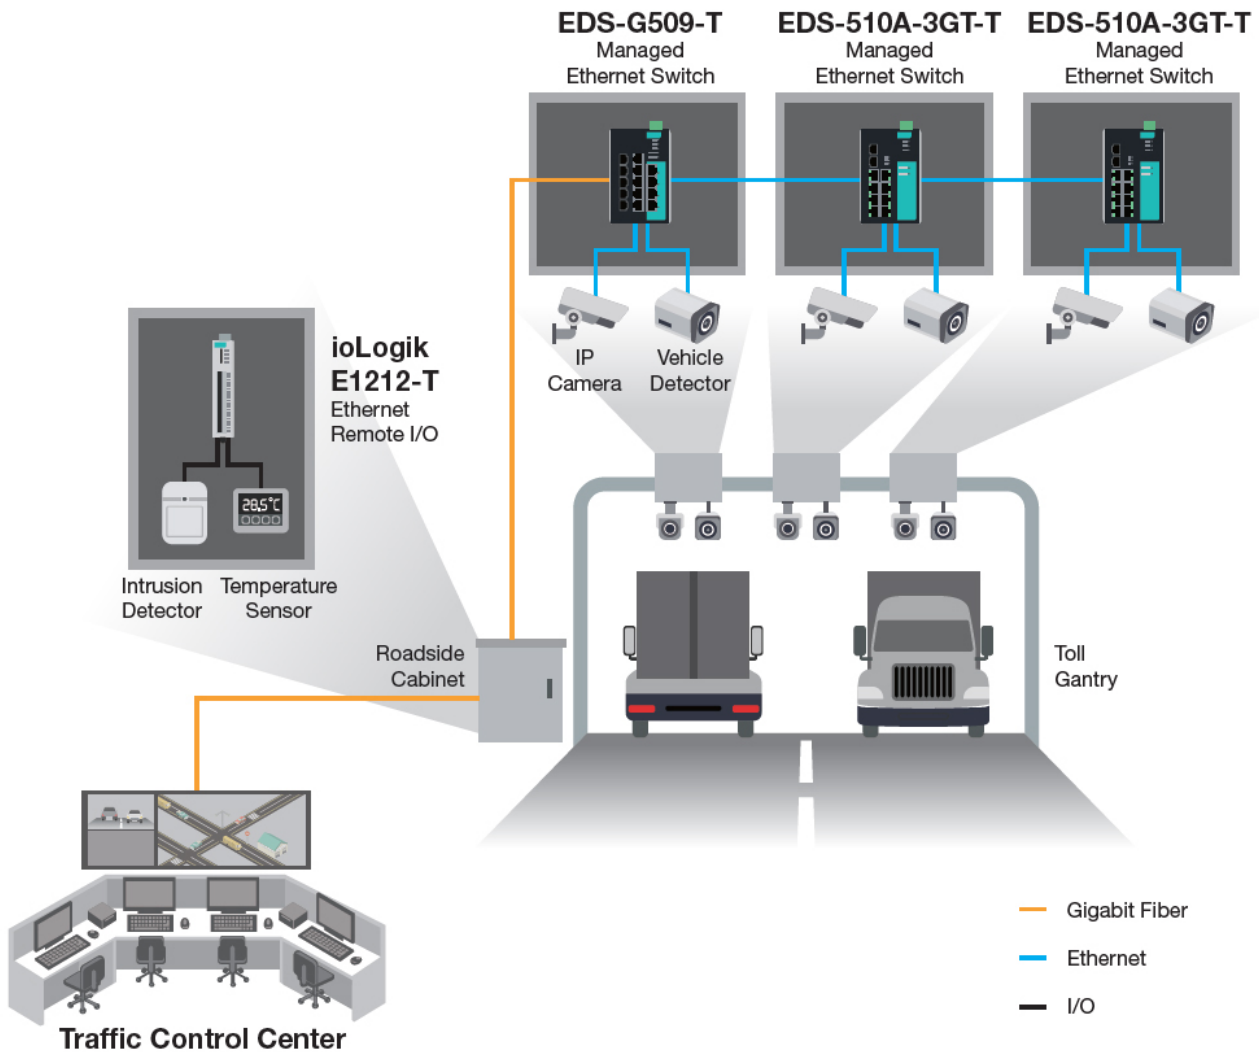 EDS-G509-T
Managed
Ethernet Switch
EDS-510A-3GT-T
Managed
Ethernet Switch
EDS-510A-3GT-T
Managed
Ethernet Switch
IP
Camera
Vehicle
Detector
ioLogik
E1212-T
Ethernet
Remote I/O
28.5°C
Intrusion
Detector
Temperature
Sensor
Roadside
Cabinet
Toll
Gantry
Gigabit Fiber
Ethernet
I/O
Traffic Control Center